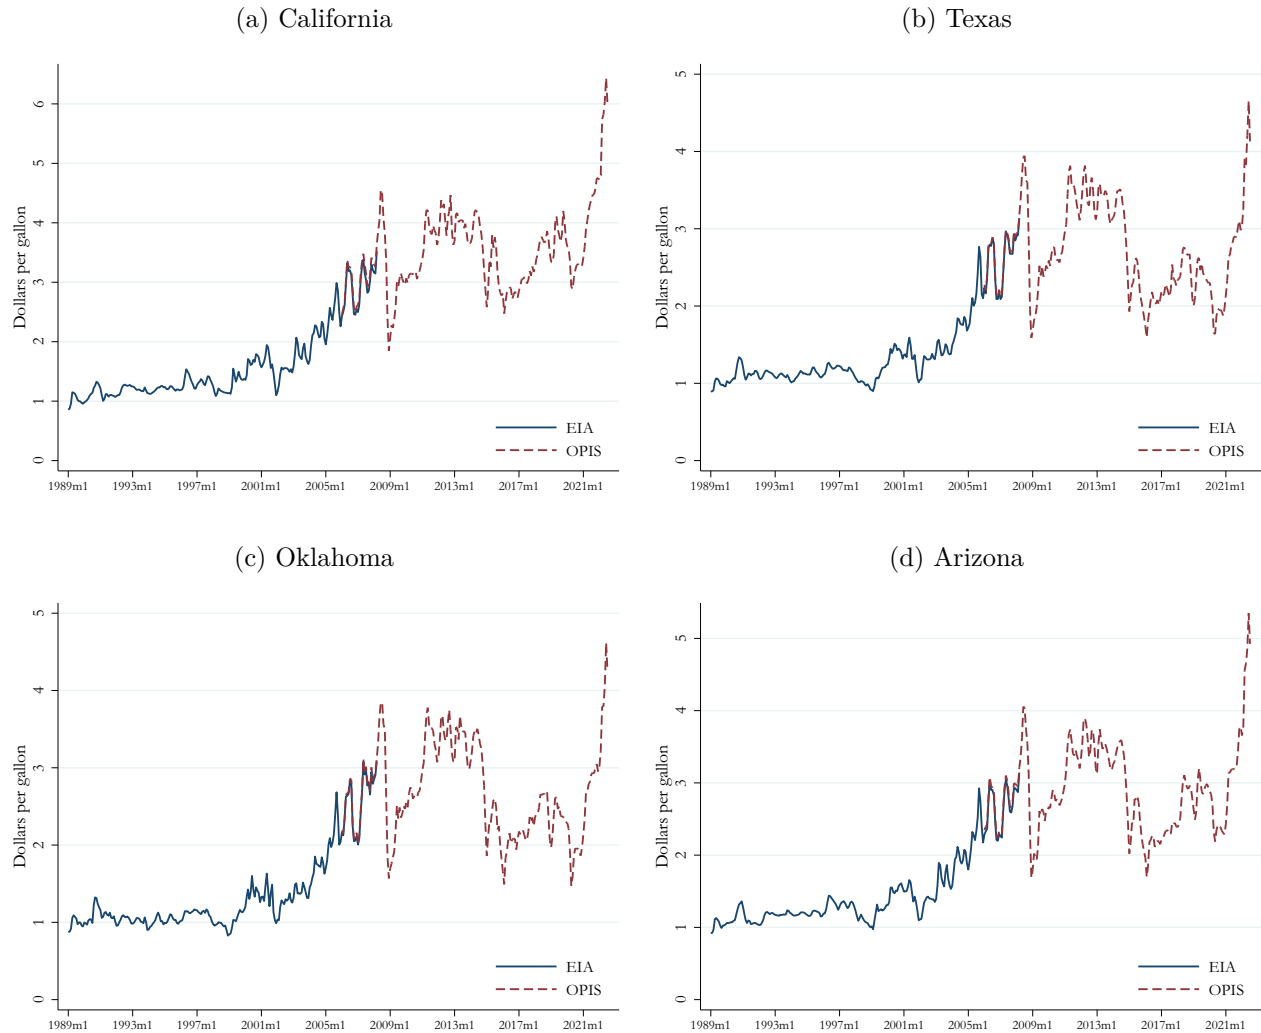 (a) California
Dollars per gallon
6
5
4
3
2
1
0
1989m1 1993m1 1997m1 2001m1 2005m1 2009m1 2013m1 2017m1 2021m1
EIA
OPIS
(b) Texas
Dollars per gallon
5
4
3
2
1
0
1989m1 1993m1 1997m1 2001m1 2005m1 2009m1 2013m1 2017m1 2021m1
EIA
OPIS
(c) Oklahoma
Dollars per gallon
5
4
3
2
1
0
1989m1 1993m1 1997m1 2001m1 2005m1 2009m1 2013m1 2017m1 2021m1
EIA
OPIS
(d) Arizona
Dollars per gallon
5
4
3
2
1
0
1989m1 1993m1 1997m1 2001m1 2005m1 2009m1 2013m1 2017m1 2021m1
EIA
OPIS